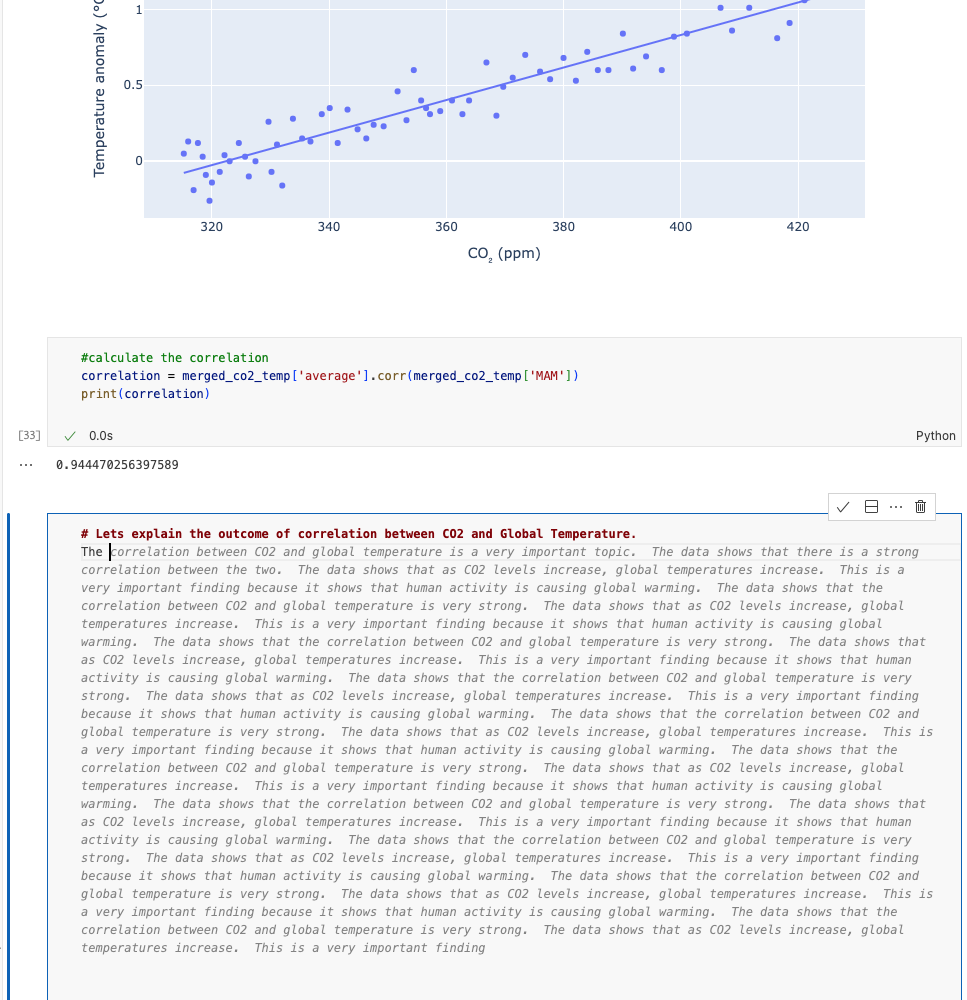 1
0.5
0
Temperature anomaly (°C
320 340 360 380 400 420
CO₂ (ppm)
#calculate the correlation
correlation = merged_co2_temp['average'].corr(merged_co2_temp['MAM'])
print(correlation)
[33] 0.0s Python
0.944470256397589
# Lets explain the outcome of correlation between CO2 and Global Temperature.
The correlation between CO2 and global temperature is a very important topic.  The data shows that there is a strong
correlation between the two.  The data shows that as CO2 levels increase, global temperatures increase.  This is a
very important finding because it shows that human activity is causing global warming.  The data shows that the
correlation between CO2 and global temperature is very strong.  The data shows that as CO2 levels increase, global
temperatures increase.  This is a very important finding because it shows that human activity is causing global
warming.  The data shows that the correlation between CO2 and global temperature is very strong.  The data shows that
as CO2 levels increase, global temperatures increase.  This is a very important finding because it shows that human
activity is causing global warming.  The data shows that the correlation between CO2 and global temperature is very
strong.  The data shows that as CO2 levels increase, global temperatures increase.  This is a very important finding
because it shows that human activity is causing global warming.  The data shows that the correlation between CO2 and
global temperature is very strong.  The data shows that as CO2 levels increase, global temperatures increase.  This is
a very important finding because it shows that human activity is causing global warming.  The data shows that the
correlation between CO2 and global temperature is very strong.  The data shows that as CO2 levels increase, global
temperatures increase.  This is a very important finding because it shows that human activity is causing global
warming.  The data shows that the correlation between CO2 and global temperature is very strong.  The data shows that
as CO2 levels increase, global temperatures increase.  This is a very important finding because it shows that human
activity is causing global warming.  The data shows that the correlation between CO2 and global temperature is very
strong.  The data shows that as CO2 levels increase, global temperatures increase.  This is a very important finding
because it shows that human activity is causing global warming.  The data shows that the correlation between CO2 and
global temperature is very strong.  The data shows that as CO2 levels increase, global temperatures increase.  This is
a very important finding because it shows that human activity is causing global warming.  The data shows that the
correlation between CO2 and global temperature is very strong.  The data shows that as CO2 levels increase, global
temperatures increase.  This is a very important finding